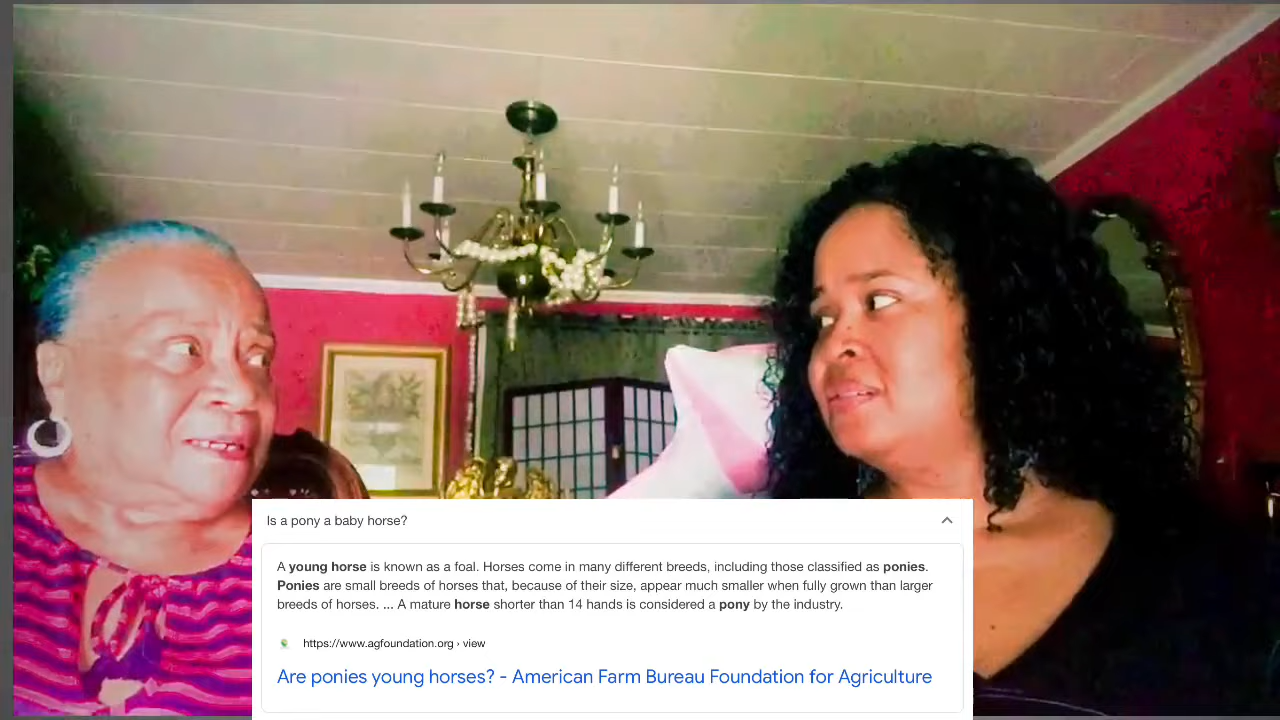 Is a pony a baby horse?
A young horse is known as a foal. Horses come in many different breeds, including those classified as ponies.
Ponies are small breeds of horses that, because of their size, appear much smaller when fully grown than larger
breeds of horses. ... A mature horse shorter than 14 hands is considered a pony by the industry.
https://www.agfoundation.org › view
Are ponies young horses? - American Farm Bureau Foundation for Agriculture